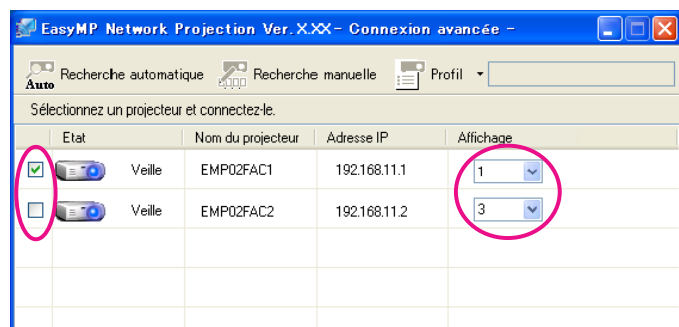 EasyMP Network Projection Ver. X.XX - Connexion avancée -
Auto Recherche automatique Recherche manuelle Profil
Sélectionnez un projecteur et connectez-le.
Etat Nom du projecteur Adresse IP Affichage
Veille EMP02FAC1 192.168.11.1 1
Veille EMP02FAC2 192.168.11.2 3